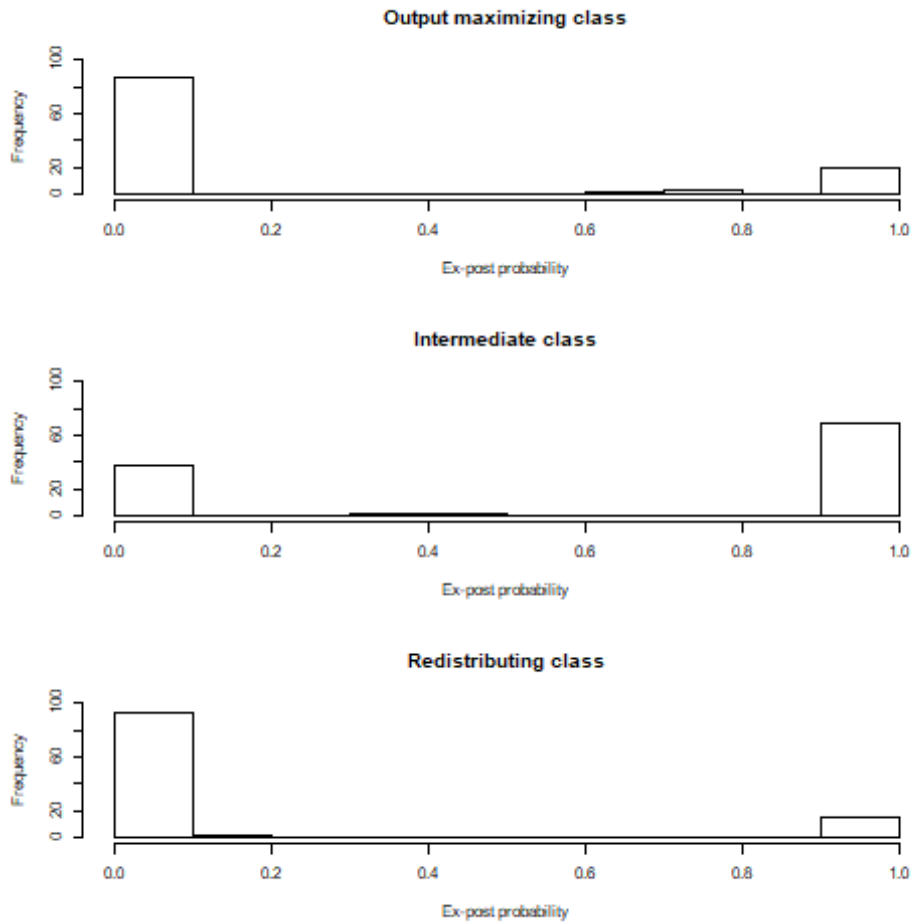 Output maximizing class
Frequency
0 20 60 100
0.0 0.2 0.4 0.6 0.8 1.0
Ex-post probability
Intermediate class
Frequency
0 20 60 100
0.0 0.2 0.4 0.6 0.8 1.0
Ex-post probability
Redistributing class
Frequency
0 20 60 100
0.0 0.2 0.4 0.6 0.8 1.0
Ex-post probability